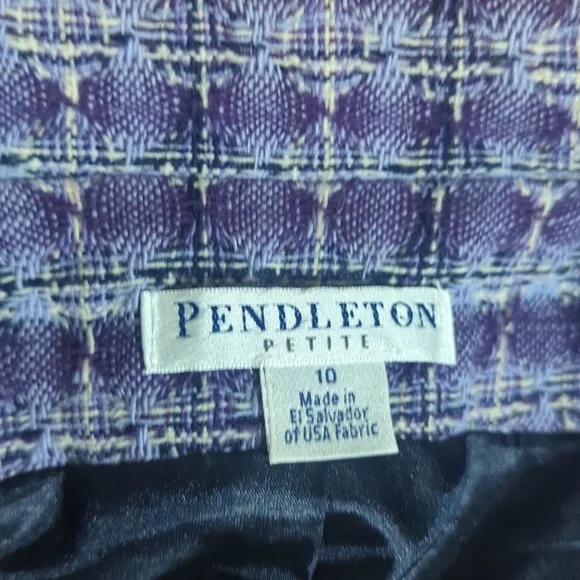 PENDLETON
PETITE
10
Made in
El Salvador
of USA Fabric